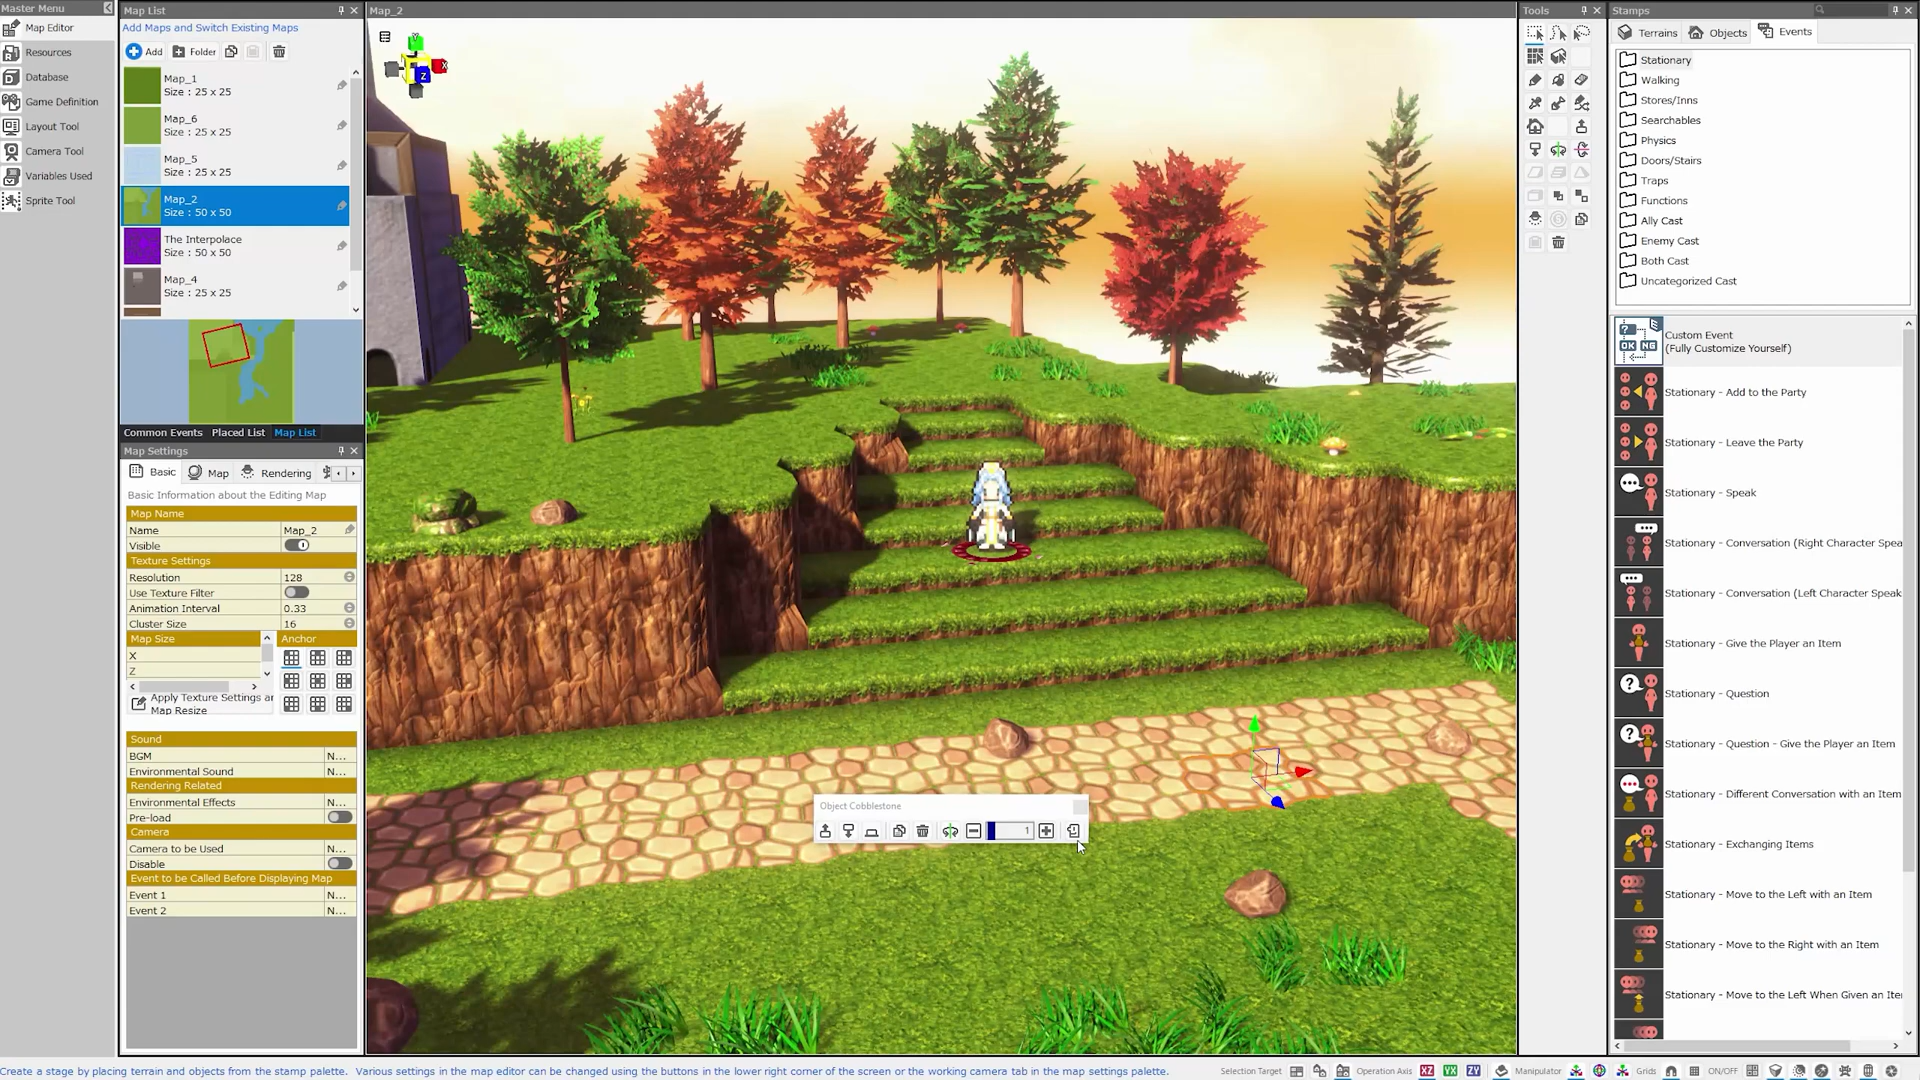 Master Menu
Map Editor
Resources
Database
Game Definition
Layout Tool
Camera Tool
Variables Used
Sprite Tool
Map List
Add Maps and Switch Existing Maps
Add
Folder
Map_1
Size : 25 x 25
Map_6
Size : 25 x 25
Map_5
Size : 25 x 25
Map_2
Size : 50 x 50
The Interpolace
Size : 50 x 50
Map_4
Size : 25 x 25
Common Events Placed List Map List
Map Settings
Basic Map Rendering
Basic Information about the Editing Map
Map Name
Name Map_2
Visible
Texture Settings
Resolution 128
Use Texture Filter
Animation Interval 0.33
Cluster Size 16
Map Size Anchor
X
Z
Apply Texture Settings ar
Map Resize
Sound
BGM N...
Environmental Sound N...
Rendering Related
Environmental Effects N...
Pre-load
Camera
Camera to be Used N...
Disable
Event to be Called Before Displaying Map
Event 1 N...
Event 2 N...
Map_2
Y
X
Z
Object Cobblestone
1
Tools
Stamps
Terrains Objects Events
Stationary
Walking
Stores/Inns
Searchables
Physics
Doors/Stairs
Traps
Functions
Ally Cast
Enemy Cast
Both Cast
Uncategorized Cast
OK NG
Custom Event
(Fully Customize Yourself)
Stationary - Add to the Party
Stationary - Leave the Party
Stationary - Speak
Stationary - Conversation (Right Character Spea
Stationary - Conversation (Left Character Speak
Stationary - Give the Player an Item
Stationary - Question
Stationary - Question - Give the Player an Item
Stationary - Different Conversation with an Item
Stationary - Exchanging Items
Stationary - Move to the Left with an Item
Stationary - Move to the Right with an Item
Stationary - Move to the Left When Given an Ite
Create a stage by placing terrain and objects from the stamp palette. Various settings in the map editor can be changed using the buttons in the lower right corner of the screen or the working camera tab in the map settings palette.
Selection Target Operation Axis XZ YX ZY Manipulator Grids ON/OFF